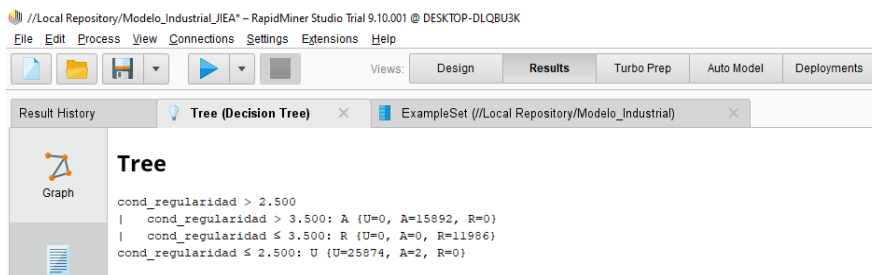 //Local Repository/Modelo_Industrial_JIEA* – RapidMiner Studio Trial 9.10.001 @ DESKTOP-DLQBU3K
File Edit Process View Connections Settings Extensions Help
Views: Design Results Turbo Prep Auto Model Deployments
Result History Tree (Decision Tree) ExampleSet (//Local Repository/Modelo_Industrial)
Tree
Graph
cond_regularidad > 2.500
| cond_regularidad > 3.500: A {U=0, A=15892, R=0}
| cond_regularidad ≤ 3.500: R {U=0, A=0, R=11986}
cond_regularidad ≤ 2.500: U {U=25874, A=2, R=0}